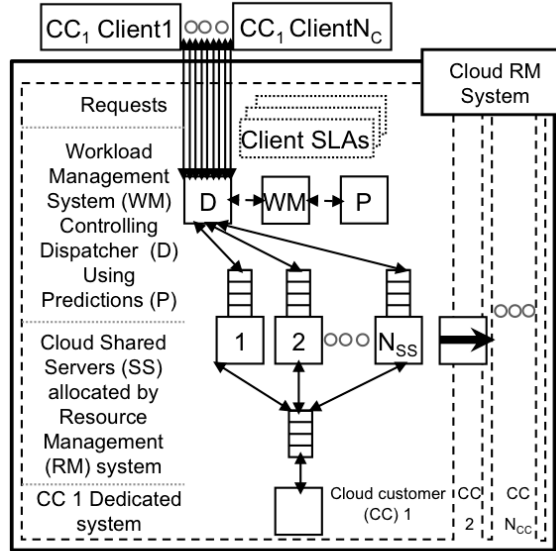 CC1 Client1
CC1 ClientNC
Cloud RM
System
Requests
Client SLAs
Workload
Management
System (WM)
Controlling
Dispatcher (D)
Using
Predictions (P)
D
WM
P
1
2
NSS
Cloud Shared
Servers (SS)
allocated by
Resource
Management
(RM) system
CC 1 Dedicated
system
Cloud customer
(CC) 1
CC
2
CC
NCC